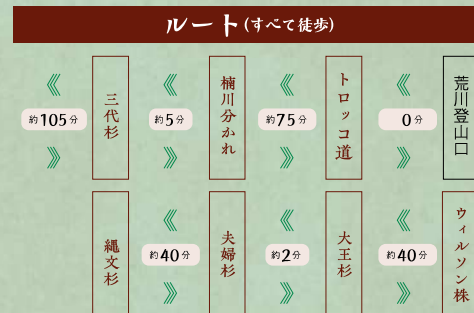 ルート(すべて徒歩)
荒川登山口
0分
トロッコ道
約75分
楠川分かれ
約5分
三代杉
約105分
ウィルソン株
約40分
大王杉
約2分
夫婦杉
約40分
縄文杉